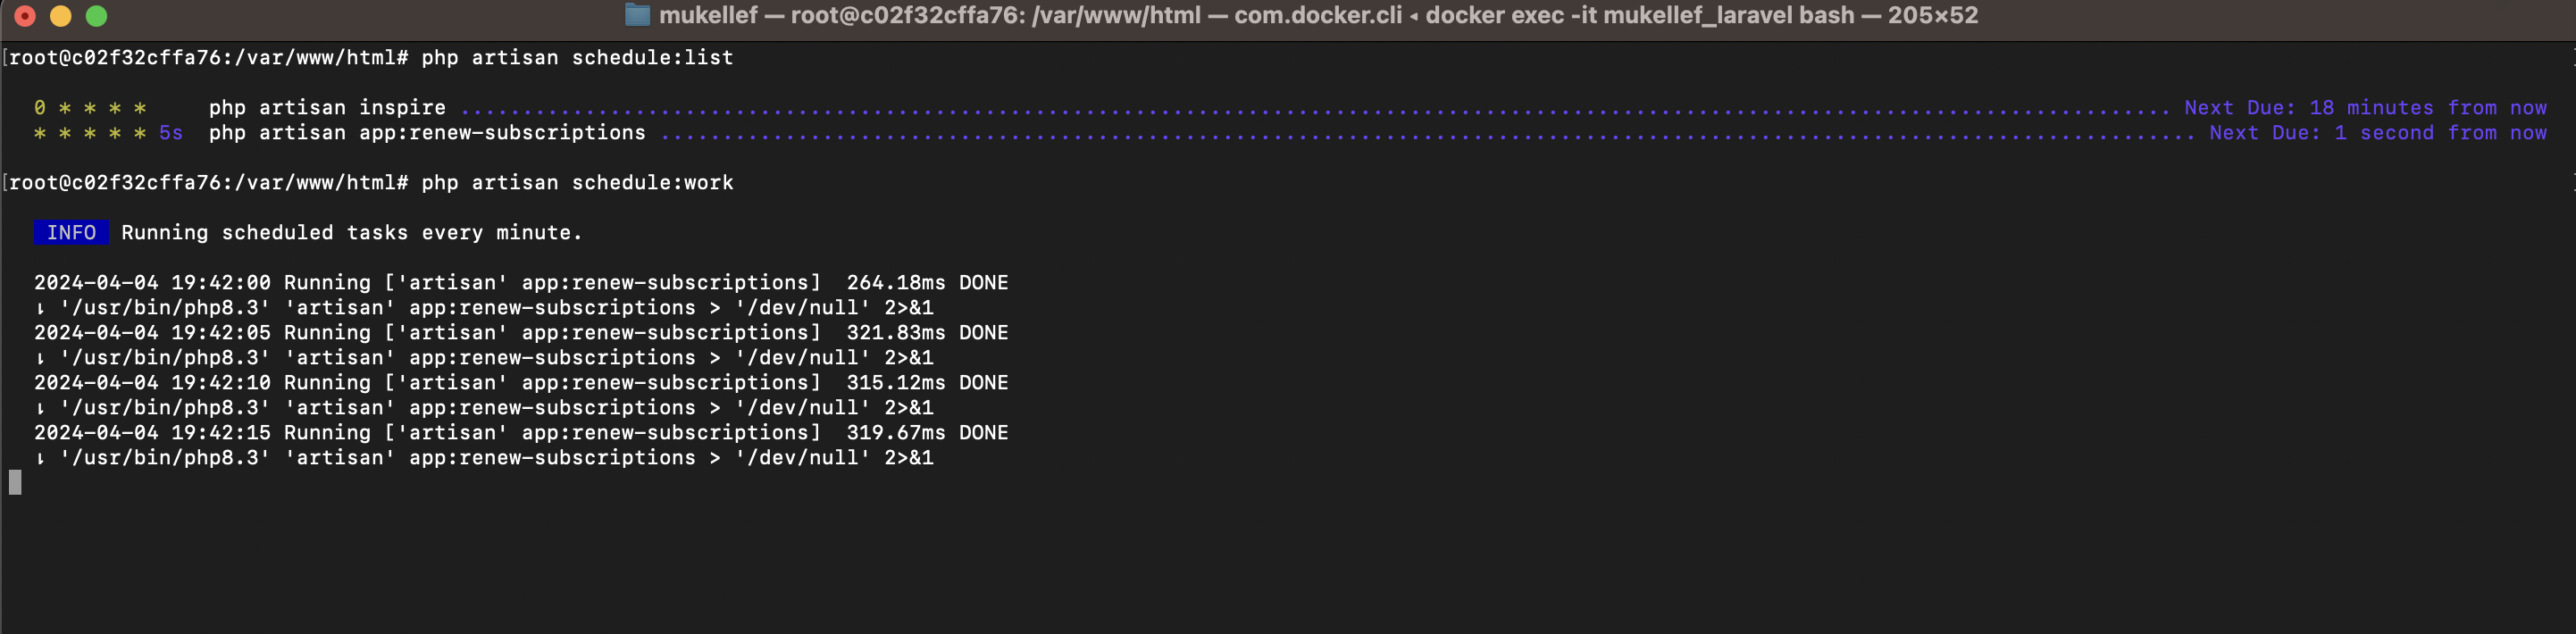 mukellef — root@c02f32cffa76: /var/www/html — com.docker.cli ◂ docker exec -it mukellef_laravel bash — 205×52
[root@c02f32cffa76:/var/www/html# php artisan schedule:list ]
0 * * * * php artisan inspire ........................................................................................................................................ Next Due: 18 minutes from now
* * * * * 5s php artisan app:renew-subscriptions .......................................................................................................................... Next Due: 1 second from now
[root@c02f32cffa76:/var/www/html# php artisan schedule:work ]
INFO Running scheduled tasks every minute.
2024-04-04 19:42:00 Running ['artisan' app:renew-subscriptions] 264.18ms DONE
⇂ '/usr/bin/php8.3' 'artisan' app:renew-subscriptions > '/dev/null' 2>&1
2024-04-04 19:42:05 Running ['artisan' app:renew-subscriptions] 321.83ms DONE
⇂ '/usr/bin/php8.3' 'artisan' app:renew-subscriptions > '/dev/null' 2>&1
2024-04-04 19:42:10 Running ['artisan' app:renew-subscriptions] 315.12ms DONE
⇂ '/usr/bin/php8.3' 'artisan' app:renew-subscriptions > '/dev/null' 2>&1
2024-04-04 19:42:15 Running ['artisan' app:renew-subscriptions] 319.67ms DONE
⇂ '/usr/bin/php8.3' 'artisan' app:renew-subscriptions > '/dev/null' 2>&1